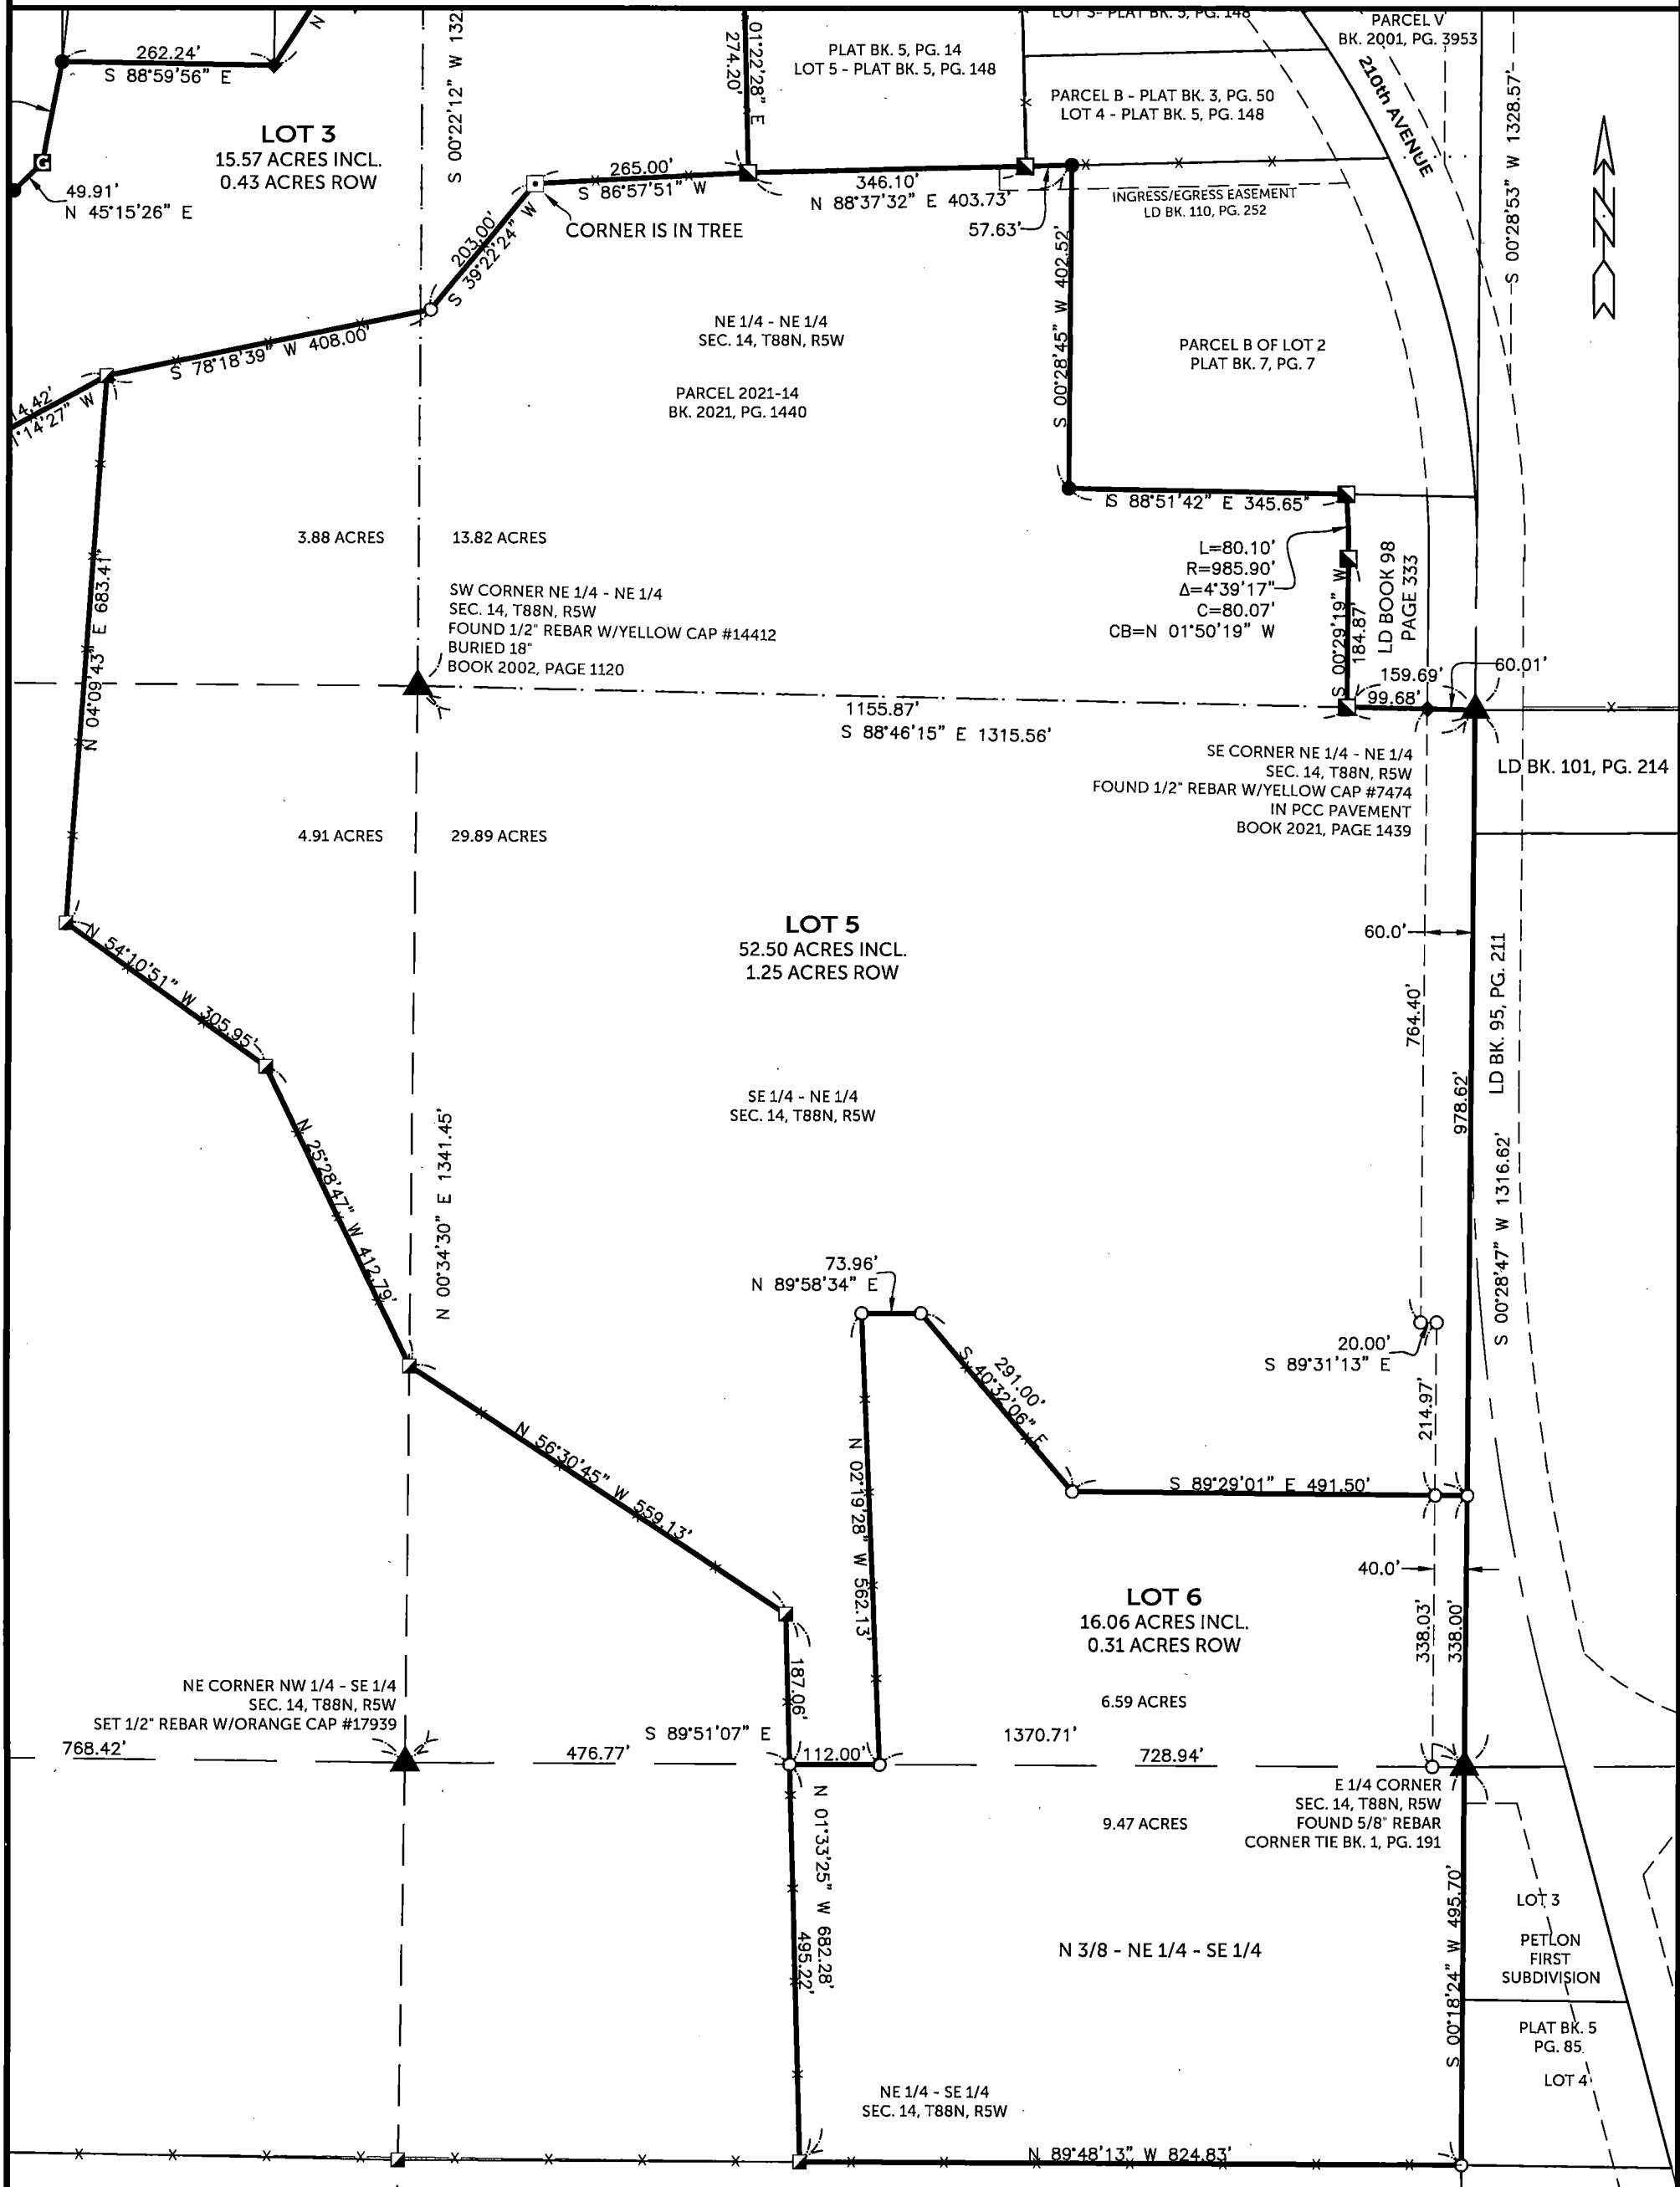 LOT 3- PLAT BK. 5, PG. 148
PARCEL V
BK. 2001, PG. 3953
262.24'
S 88°59'56" E
N
S 00°22'12" W 132
01°22'28" E
274.20'
PLAT BK. 5, PG. 14
LOT 5 - PLAT BK. 5, PG. 148
PARCEL B - PLAT BK. 3, PG. 50
LOT 4 - PLAT BK. 5, PG. 148
210th AVENUE
S 00°28'53" W 1328.57'
N
LOT 3
15.57 ACRES INCL.
0.43 ACRES ROW
G
49.91'
N 45°15'26" E
265.00'
S 86°57'51" W
346.10'
N 88°37'32" E 403.73'
57.63'
INGRESS/EGRESS EASEMENT
LD BK. 110, PG. 252
CORNER IS IN TREE
203.00'
S 39°22'24" W
S 00°28'45" W 402.52'
S 78°18'39" W 408.00'
14.42'
1°14'27" W
NE 1/4 - NE 1/4
SEC. 14, T88N, R5W
PARCEL 2021-14
BK. 2021, PG. 1440
PARCEL B OF LOT 2
PLAT BK. 7, PG. 7
S 88°51'42" E 345.65'
3.88 ACRES
13.82 ACRES
L=80.10'
R=985.90'
Δ=4°39'17"
C=80.07'
CB=N 01°50'19" W
S 00°29'19" W
184.87'
LD BOOK 98
PAGE 333
N 04°09'43" E 683.41'
SW CORNER NE 1/4 - NE 1/4
SEC. 14, T88N, R5W
FOUND 1/2" REBAR W/YELLOW CAP #14412
BURIED 18"
BOOK 2002, PAGE 1120
159.69'
99.68'
60.01'
1155.87'
S 88°46'15" E 1315.56'
SE CORNER NE 1/4 - NE 1/4
SEC. 14, T88N, R5W
FOUND 1/2" REBAR W/YELLOW CAP #7474
IN PCC PAVEMENT
BOOK 2021, PAGE 1439
LD BK. 101, PG. 214
4.91 ACRES
29.89 ACRES
LOT 5
52.50 ACRES INCL.
1.25 ACRES ROW
60.0'
764.40'
LD BK. 95, PG. 211
N 54°10'51" W 305.95'
978.62'
SE 1/4 - NE 1/4
SEC. 14, T88N, R5W
N 25°28'47" W 412.79'
N 00°34'30" E 1341.45'
S 00°28'47" W 1316.62'
73.96'
N 89°58'34" E
20.00'
S 89°31'13" E
214.97'
S 40°32'06" E
291.00'
N 56°30'45" W 559.13'
N 02°19'28" W 562.13'
S 89°29'01" E 491.50'
40.0'
LOT 6
16.06 ACRES INCL.
0.31 ACRES ROW
338.03'
338.00'
6.59 ACRES
187.06'
NE CORNER NW 1/4 - SE 1/4
SEC. 14, T88N, R5W
SET 1/2" REBAR W/ORANGE CAP #17939
768.42'
476.77'
S 89°51'07" E
112.00'
1370.71'
728.94'
E 1/4 CORNER
SEC. 14, T88N, R5W
FOUND 5/8" REBAR
CORNER TIE BK. 1, PG. 191
9.47 ACRES
N 01°33'25" W 682.28'
495.22'
S 00°18'24" W 495.70'
N 3/8 - NE 1/4 - SE 1/4
LOT 3
PETLON
FIRST
SUBDIVISION
PLAT BK. 5
PG. 85
LOT 4
NE 1/4 - SE 1/4
SEC. 14, T88N, R5W
N 89°48'13" W 824.83'